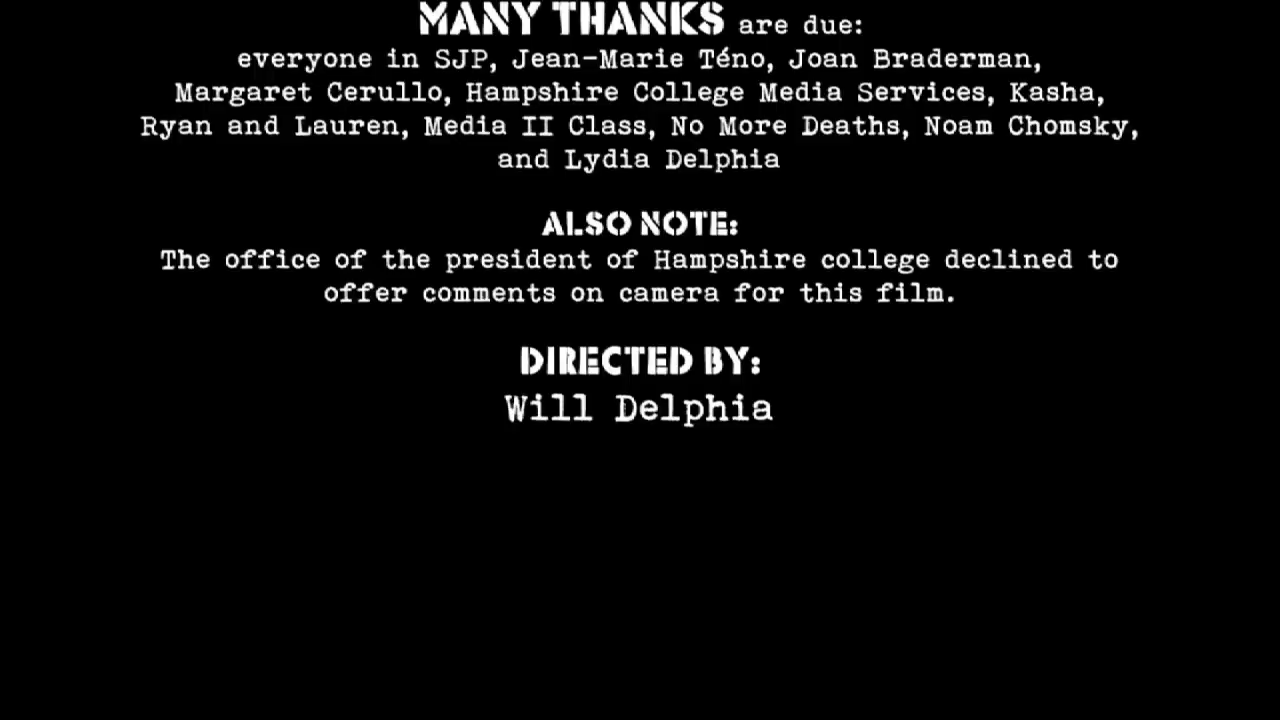 MANY THANKS are due:
everyone in SJP, Jean-Marie Téno, Joan Braderman,
Margaret Cerullo, Hampshire College Media Services, Kasha,
Ryan and Lauren, Media II Class, No More Deaths, Noam Chomsky,
and Lydia Delphia
ALSO NOTE:
The office of the president of Hampshire college declined to
offer comments on camera for this film.
DIRECTED BY:
Will Delphia